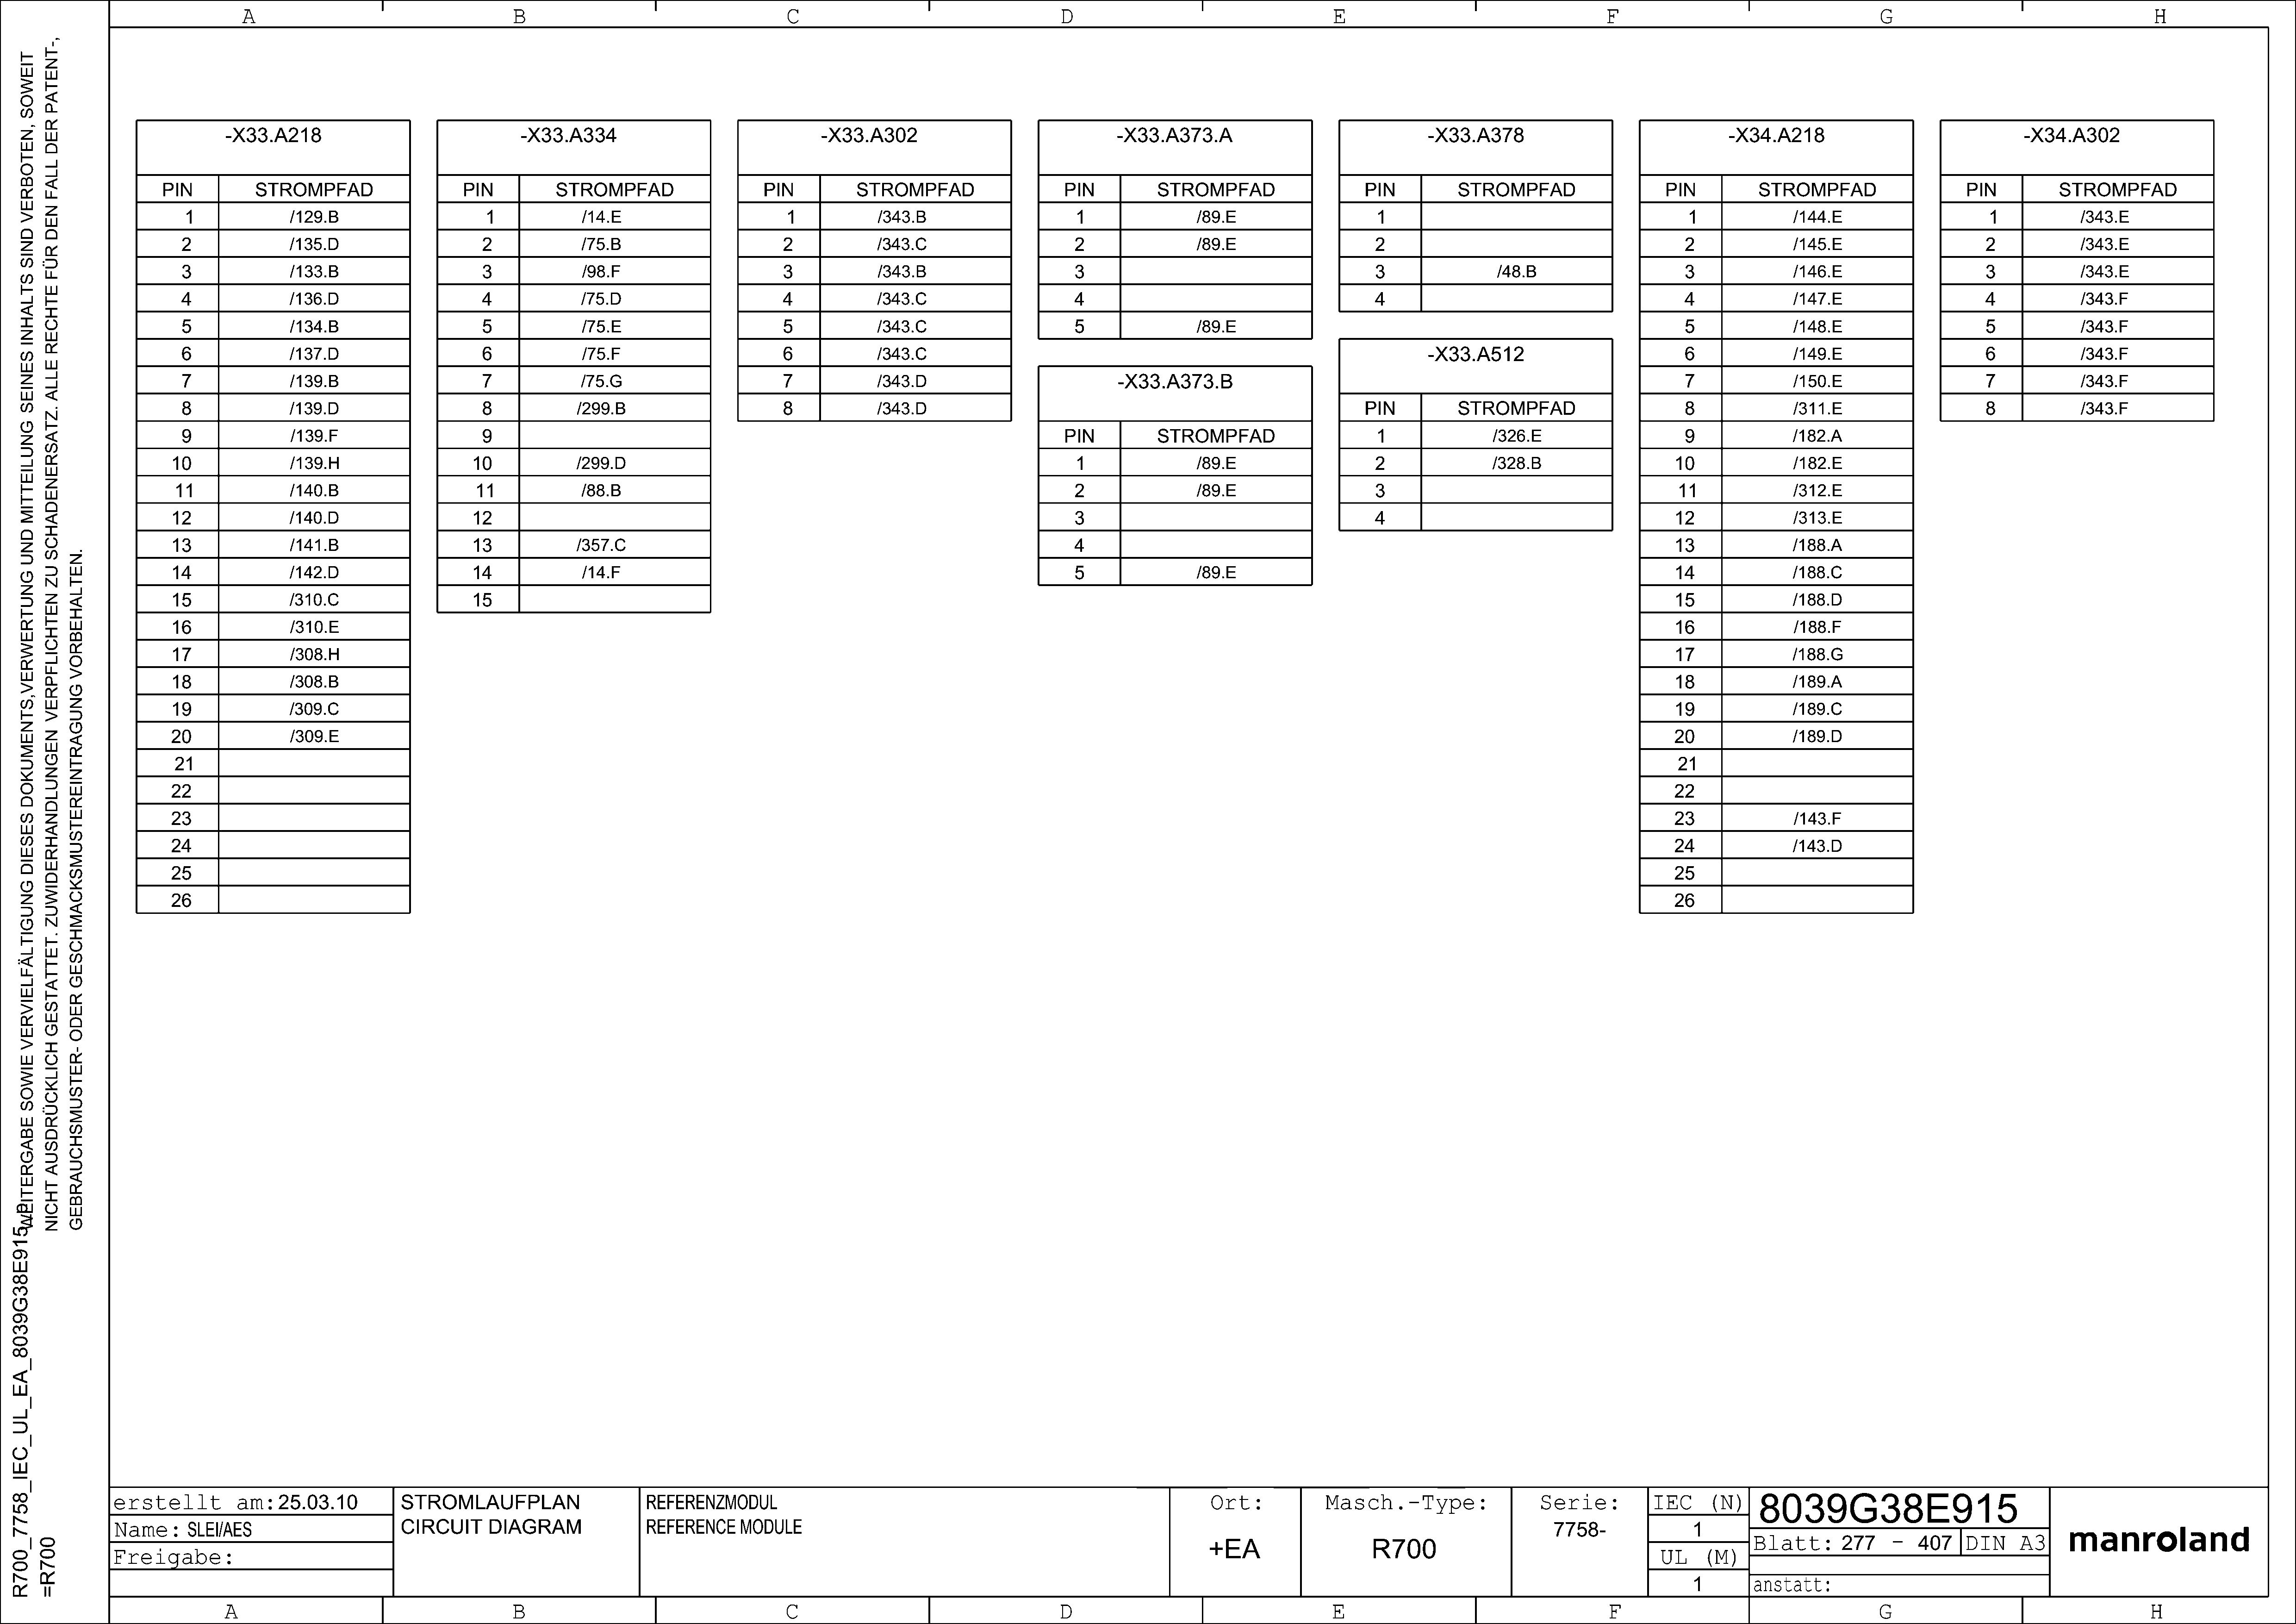 A B C D E F G H
-X33.A218
PIN STROMPFAD
1 /129.B
2 /135.D
3 /133.B
4 /136.D
5 /134.B
6 /137.D
7 /139.B
8 /139.D
9 /139.F
10 /139.H
11 /140.B
12 /140.D
13 /141.B
14 /142.D
15 /310.C
16 /310.E
17 /308.H
18 /308.B
19 /309.C
20 /309.E
21
22
23
24
25
26
-X33.A334
PIN STROMPFAD
1 /14.E
2 /75.B
3 /98.F
4 /75.D
5 /75.E
6 /75.F
7 /75.G
8 /299.B
9
10 /299.D
11 /88.B
12
13 /357.C
14 /14.F
15
-X33.A302
PIN STROMPFAD
1 /343.B
2 /343.C
3 /343.B
4 /343.C
5 /343.C
6 /343.C
7 /343.D
8 /343.D
-X33.A373.A
PIN STROMPFAD
1 /89.E
2 /89.E
3
4
5 /89.E
-X33.A373.B
PIN STROMPFAD
1 /89.E
2 /89.E
3
4
5 /89.E
-X33.A378
PIN STROMPFAD
1
2
3 /48.B
4
-X33.A512
PIN STROMPFAD
1 /326.E
2 /328.B
3
4
-X34.A218
PIN STROMPFAD
1 /144.E
2 /145.E
3 /146.E
4 /147.E
5 /148.E
6 /149.E
7 /150.E
8 /311.E
9 /182.A
10 /182.E
11 /312.E
12 /313.E
13 /188.A
14 /188.C
15 /188.D
16 /188.F
17 /188.G
18 /189.A
19 /189.C
20 /189.D
21
22
23 /143.F
24 /143.D
25
26
-X34.A302
PIN STROMPFAD
1 /343.E
2 /343.E
3 /343.E
4 /343.F
5 /343.F
6 /343.F
7 /343.F
8 /343.F
WEITERGABE SOWIE VERVIELFÄLTIGUNG DIESES DOKUMENTS,VERWERTUNG UND MITTEILUNG SEINES INHALTS SIND VERBOTEN, SOWEIT
NICHT AUSDRÜCKLICH GESTATTET. ZUWIDERHANDLUNGEN VERPFLICHTEN ZU SCHADENERSATZ. ALLE RECHTE FÜR DEN FALL DER PATENT-,
GEBRAUCHSMUSTER- ODER GESCHMACKSMUSTEREINTRAGUNG VORBEHALTEN.
=R700
erstellt am: 25.03.10
Name: SLEI/AES
Freigabe:
STROMLAUFPLAN
CIRCUIT DIAGRAM
REFERENZMODUL
REFERENCE MODULE
Ort:
+EA
Masch.-Type:
R700
Serie:
7758-
IEC (N)
1
UL (M)
1
8039G38E915
Blatt: 277 - 407 DIN A3
anstatt:
manroland
A B C D E F G H